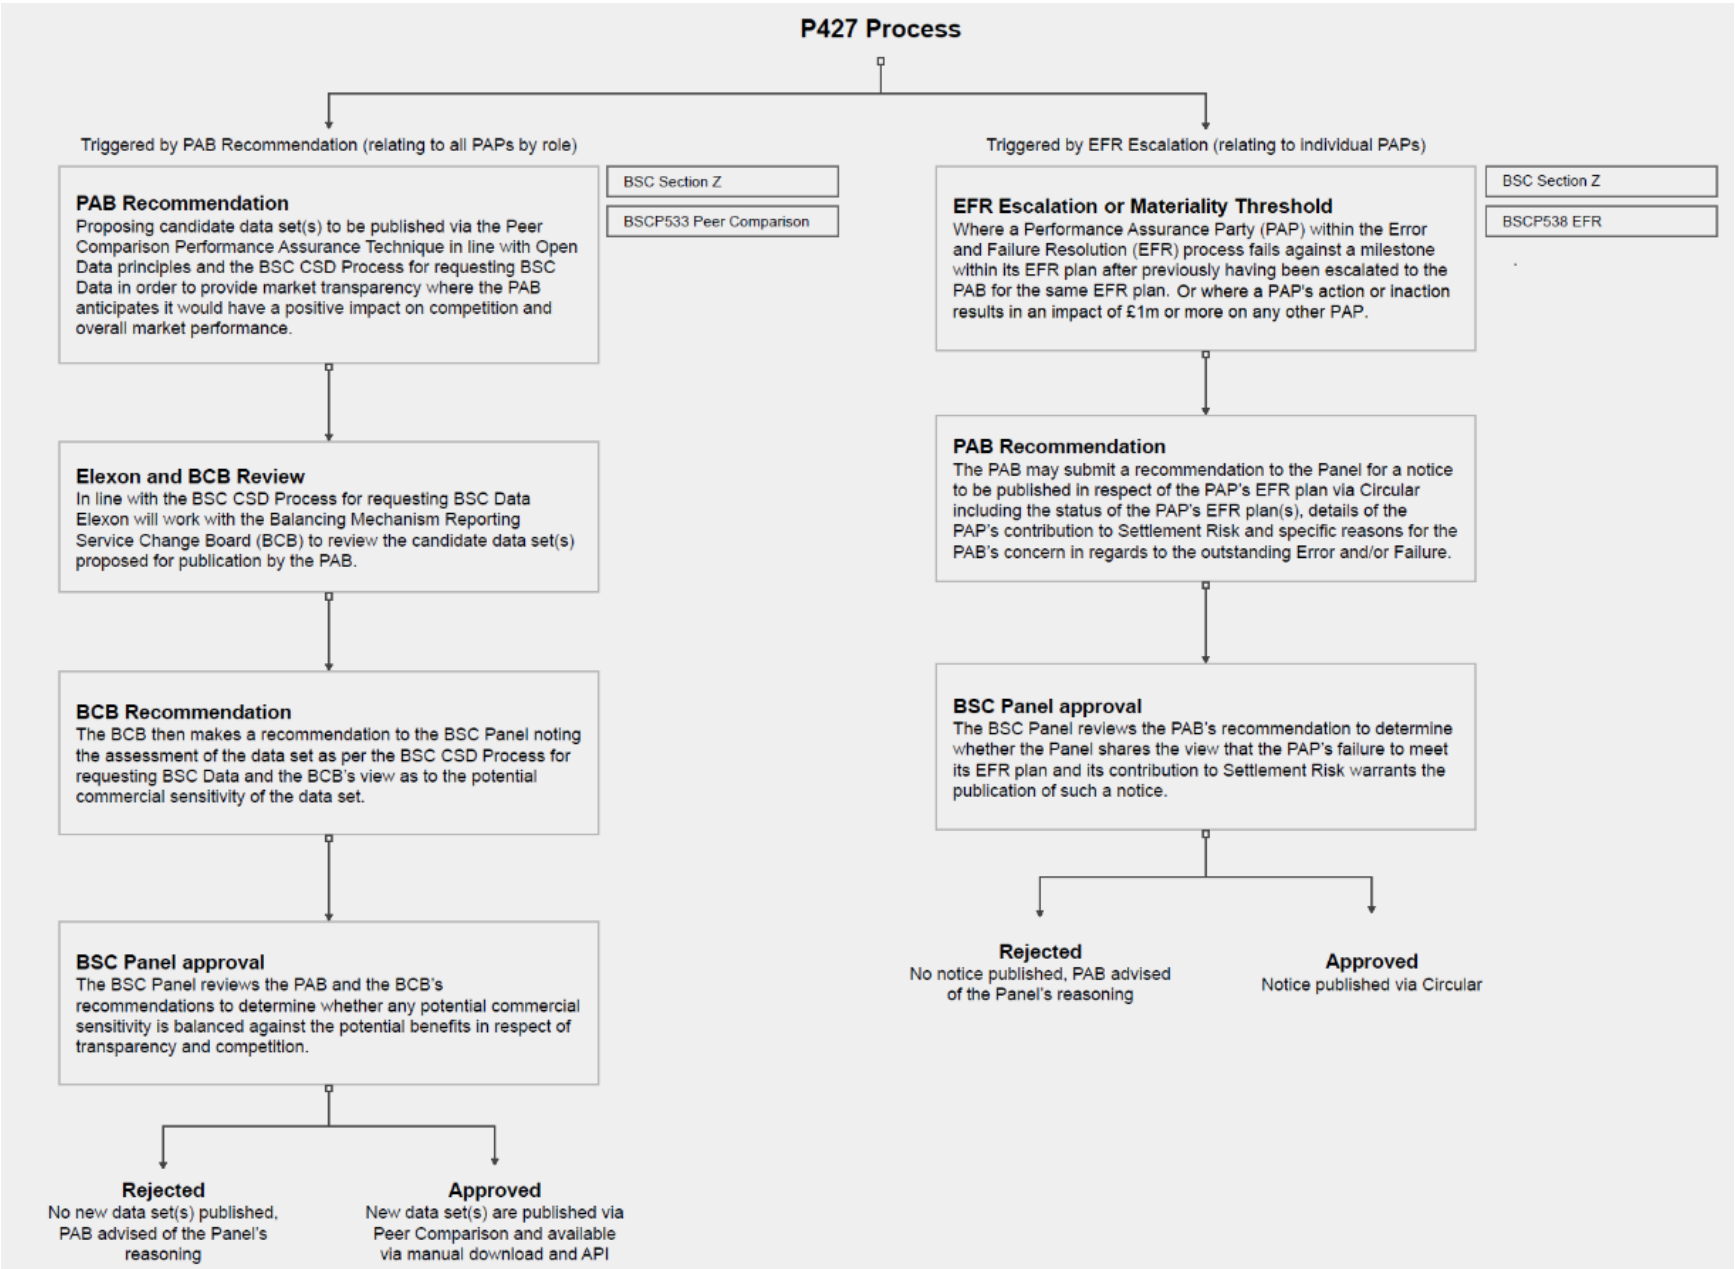 P427 Process
Triggered by PAB Recommendation (relating to all PAPs by role)
PAB Recommendation
Proposing candidate data set(s) to be published via the Peer
Comparison Performance Assurance Technique in line with Open
Data principles and the BSC CSD Process for requesting BSC
Data in order to provide market transparency where the PAB
anticipates it would have a positive impact on competition and
overall market performance.
BSC Section Z
BSCP533 Peer Comparison
Elexon and BCB Review
In line with the BSC CSD Process for requesting BSC Data
Elexon will work with the Balancing Mechanism Reporting
Service Change Board (BCB) to review the candidate data set(s)
proposed for publication by the PAB.
BCB Recommendation
The BCB then makes a recommendation to the BSC Panel noting
the assessment of the data set as per the BSC CSD Process for
requesting BSC Data and the BCB's view as to the potential
commercial sensitivity of the data set.
BSC Panel approval
The BSC Panel reviews the PAB and the BCB's
recommendations to determine whether any potential commercial
sensitivity is balanced against the potential benefits in respect of
transparency and competition.
Rejected
No new data set(s) published,
PAB advised of the Panel's
reasoning
Approved
New data set(s) are published via
Peer Comparison and available
via manual download and API
Triggered by EFR Escalation (relating to individual PAPs)
EFR Escalation or Materiality Threshold
Where a Performance Assurance Party (PAP) within the Error
and Failure Resolution (EFR) process fails against a milestone
within its EFR plan after previously having been escalated to the
PAB for the same EFR plan. Or where a PAP's action or inaction
results in an impact of £1m or more on any other PAP.
BSC Section Z
BSCP538 EFR
PAB Recommendation
The PAB may submit a recommendation to the Panel for a notice
to be published in respect of the PAP's EFR plan via Circular
including the status of the PAP's EFR plan(s), details of the
PAP's contribution to Settlement Risk and specific reasons for the
PAB's concern in regards to the outstanding Error and/or Failure.
BSC Panel approval
The BSC Panel reviews the PAB's recommendation to determine
whether the Panel shares the view that the PAP's failure to meet
its EFR plan and its contribution to Settlement Risk warrants the
publication of such a notice.
Rejected
No notice published, PAB advised
of the Panel's reasoning
Approved
Notice published via Circular